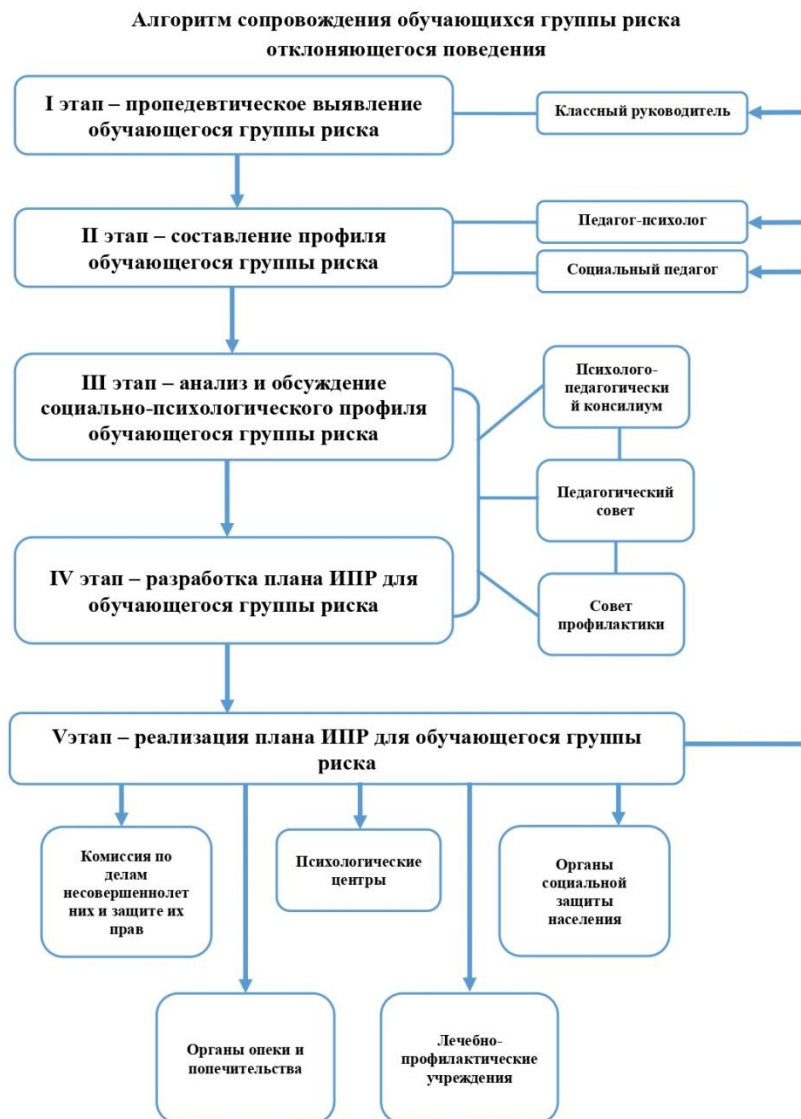 Алгоритм сопровождения обучающихся группы риска
отклоняющегося поведения
I этап – пропедевтическое выявление
обучающегося группы риска
Классный руководитель
II этап – составление профиля
обучающегося группы риска
Педагог-психолог
Социальный педагог
III этап – анализ и обсуждение
социально-психологического профиля
обучающегося группы риска
Психолого-
педагогически
й консилиум
Педагогический
совет
IV этап – разработка плана ИПР для
обучающегося группы риска
Совет
профилактики
Vэтап – реализация плана ИПР для обучающегося группы
риска
Комиссия по
делам
несовершеннолет
них и защите их
прав
Психологические
центры
Органы
социальной
защиты
населения
Органы опеки и
попечительства
Лечебно-
профилактические
учреждения